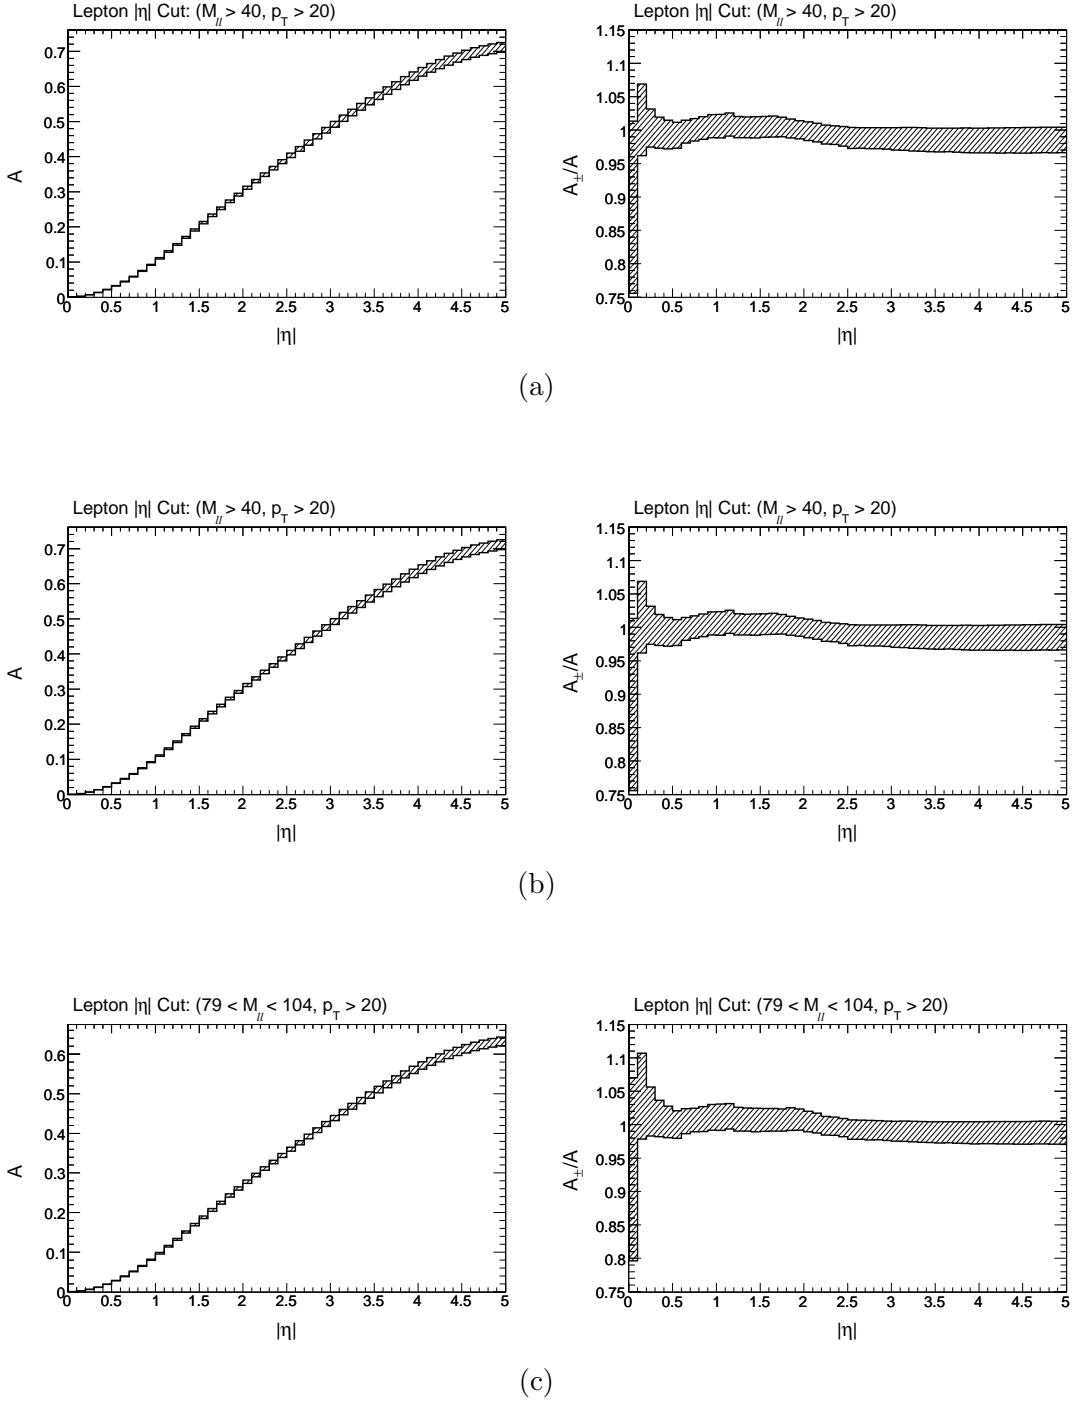 Lepton |η| Cut: (M_ll > 40, p_T > 20)
A
0.7
0.6
0.5
0.4
0.3
0.2
0.1
0
0 0.5 1 1.5 2 2.5 3 3.5 4 4.5 5
|η|
Lepton |η| Cut: (M_ll > 40, p_T > 20)
A_±/A
1.15
1.1
1.05
1
0.95
0.9
0.85
0.8
0.75
0 0.5 1 1.5 2 2.5 3 3.5 4 4.5 5
|η|
(a)
Lepton |η| Cut: (M_ll > 40, p_T > 20)
A
0.7
0.6
0.5
0.4
0.3
0.2
0.1
0
0 0.5 1 1.5 2 2.5 3 3.5 4 4.5 5
|η|
Lepton |η| Cut: (M_ll > 40, p_T > 20)
A_±/A
1.15
1.1
1.05
1
0.95
0.9
0.85
0.8
0.75
0 0.5 1 1.5 2 2.5 3 3.5 4 4.5 5
|η|
(b)
Lepton |η| Cut: (79 < M_ll < 104, p_T > 20)
A
0.6
0.5
0.4
0.3
0.2
0.1
0
0 0.5 1 1.5 2 2.5 3 3.5 4 4.5 5
|η|
Lepton |η| Cut: (79 < M_ll < 104, p_T > 20)
A_±/A
1.15
1.1
1.05
1
0.95
0.9
0.85
0.8
0.75
0 0.5 1 1.5 2 2.5 3 3.5 4 4.5 5
|η|
(c)